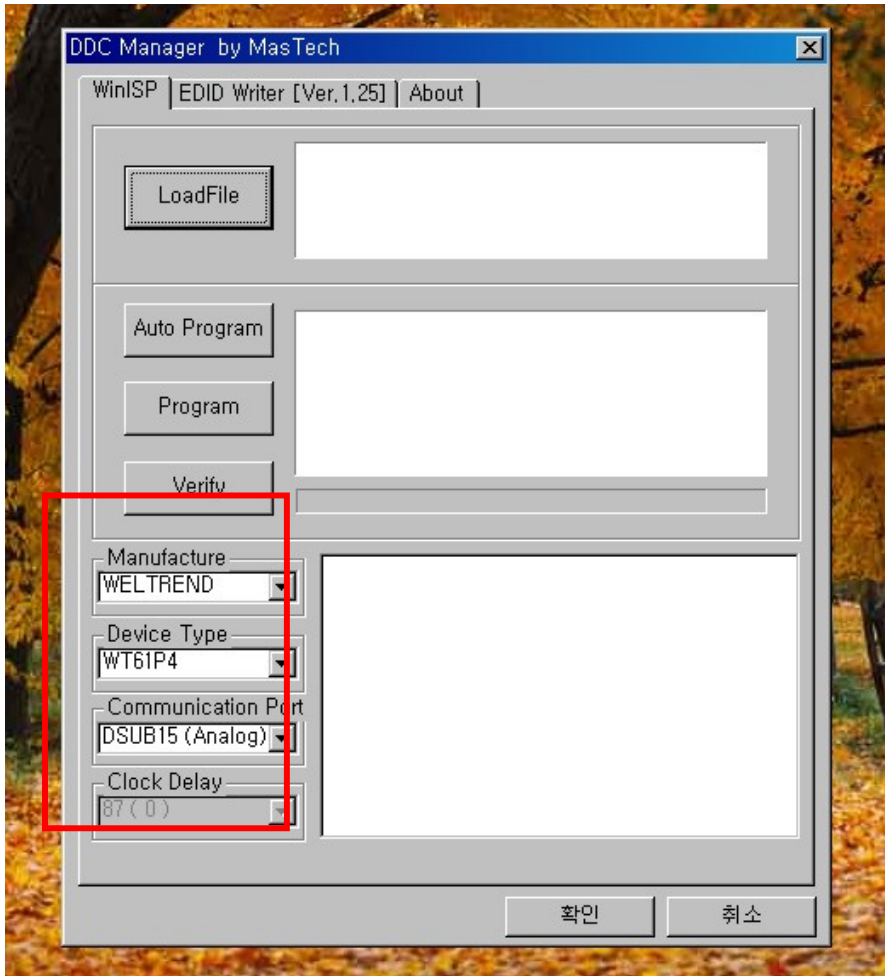 DDC Manager by MasTech
WinISP EDID Writer [Ver,1,25] About
LoadFile
Auto Program
Program
Verify
Manufacture
WELTREND
Device Type
WT61P4
Communication Port
DSUB15 (Analog)
Clock Delay
87 ( 0 )
확인 취소